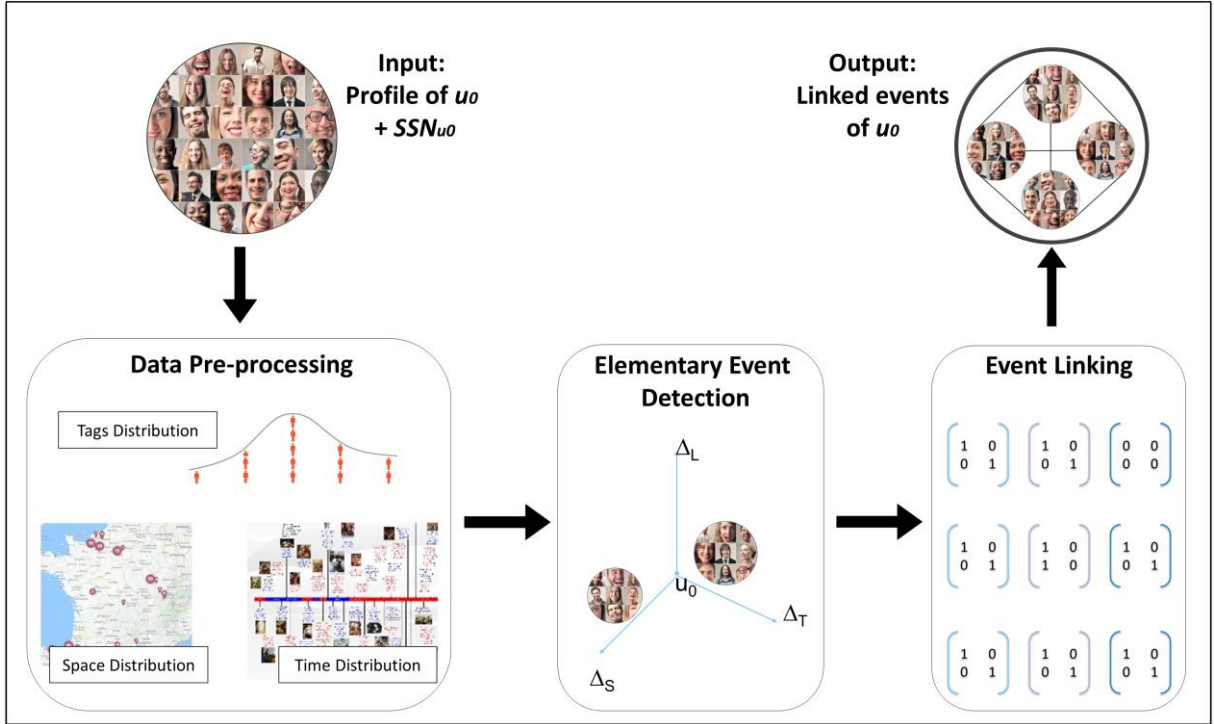 Input:
Profile of u0
+ SSNu0
Output:
Linked events
of u0
Data Pre-processing
Tags Distribution
Space Distribution
Time Distribution
Elementary Event
Detection
ΔL
u0
ΔT
ΔS
Event Linking
1 0 1 0 0 0
0 1 0 1 0 0
1 0 1 0 1 0
0 1 1 0 0 1
1 0 1 0 1 0
0 1 0 1 0 1